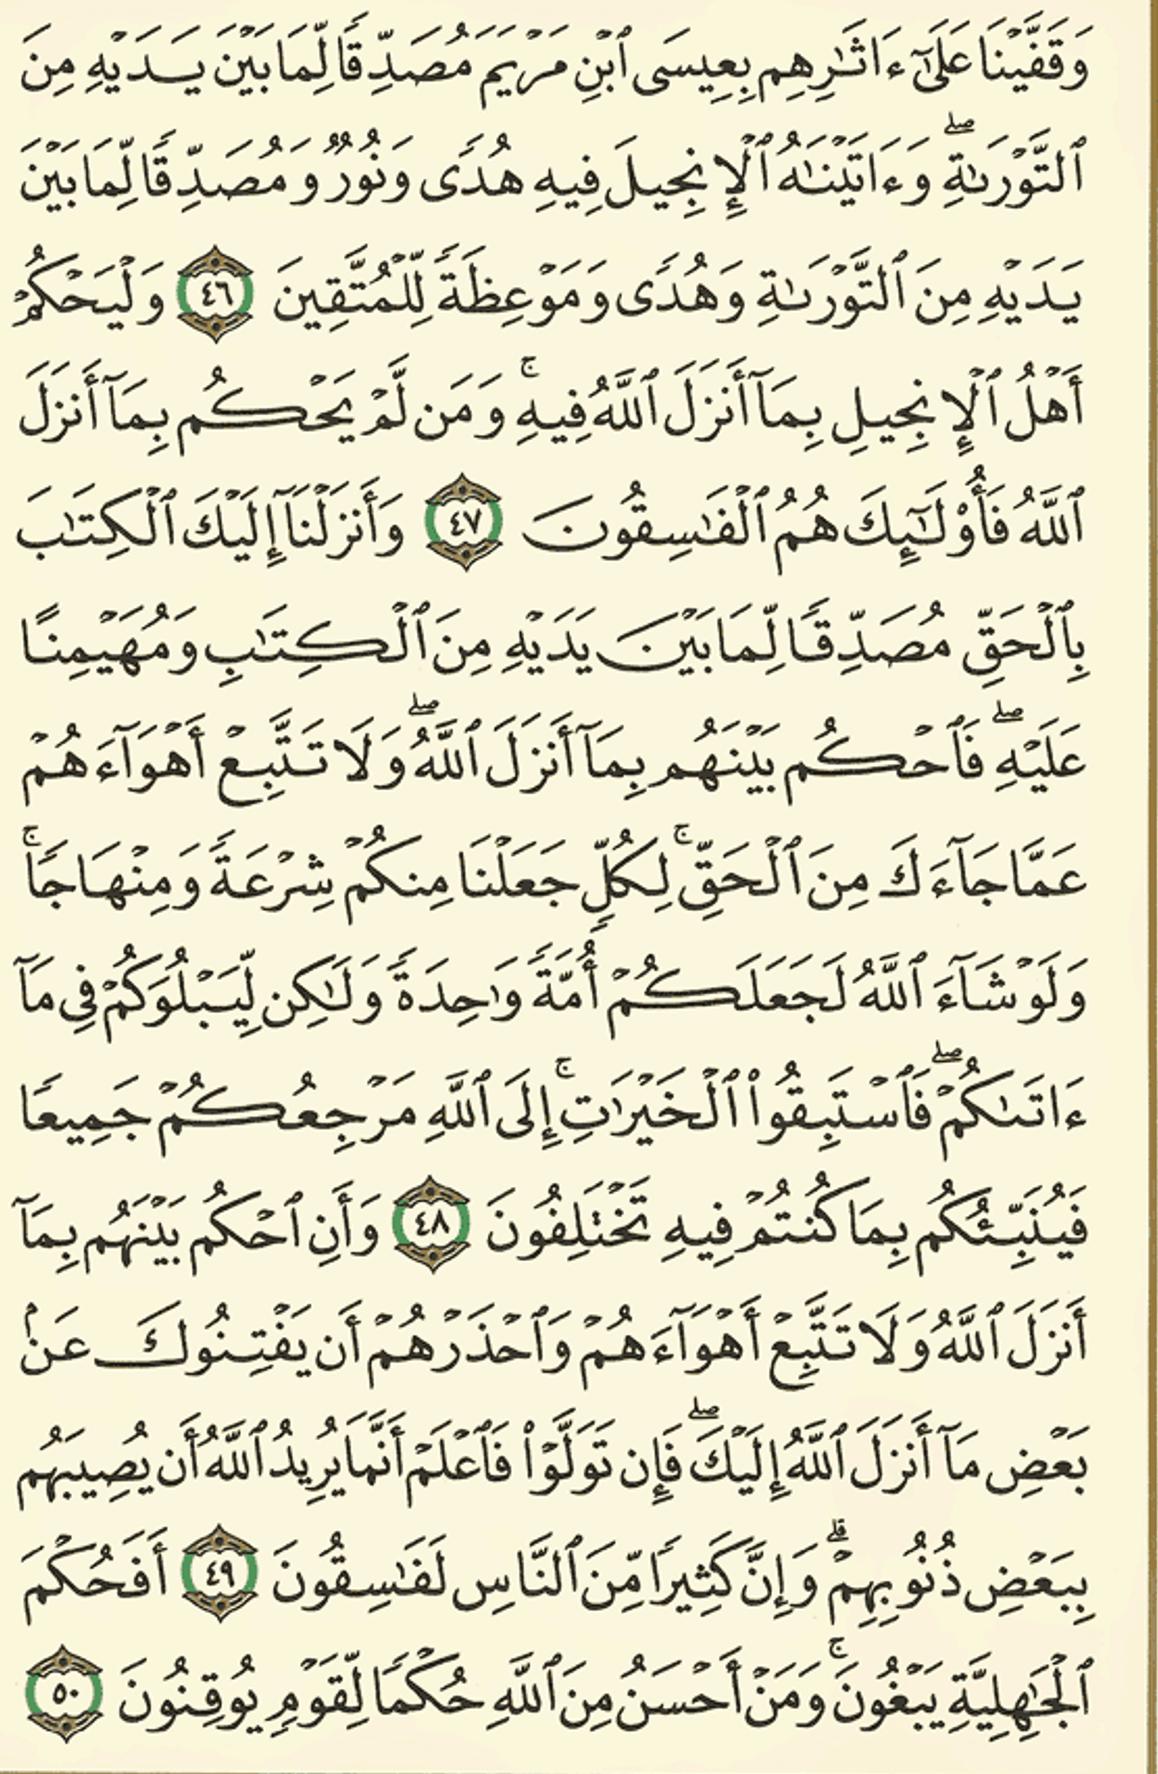 وَقَفَّيْنَا عَلَىٰٓ ءَاثَٰرِهِم بِعِيسَى ٱبْنِ مَرْيَمَ مُصَدِّقًا لِّمَا بَيْنَ يَدَيْهِ مِنَ
ٱلتَّوْرَىٰةِ ۖ وَءَاتَيْنَٰهُ ٱلْإِنجِيلَ فِيهِ هُدًى وَنُورٌ وَمُصَدِّقًا لِّمَا بَيْنَ
يَدَيْهِ مِنَ ٱلتَّوْرَىٰةِ وَهُدًى وَمَوْعِظَةً لِّلْمُتَّقِينَ ٤٦ وَلْيَحْكُمْ
أَهْلُ ٱلْإِنجِيلِ بِمَآ أَنزَلَ ٱللَّهُ فِيهِ ۚ وَمَن لَّمْ يَحْكُم بِمَآ أَنزَلَ
ٱللَّهُ فَأُو۟لَٰٓئِكَ هُمُ ٱلْفَٰسِقُونَ ٤٧ وَأَنزَلْنَآ إِلَيْكَ ٱلْكِتَٰبَ
بِٱلْحَقِّ مُصَدِّقًا لِّمَا بَيْنَ يَدَيْهِ مِنَ ٱلْكِتَٰبِ وَمُهَيْمِنًا
عَلَيْهِ ۖ فَٱحْكُم بَيْنَهُم بِمَآ أَنزَلَ ٱللَّهُ ۖ وَلَا تَتَّبِعْ أَهْوَآءَهُمْ
عَمَّا جَآءَكَ مِنَ ٱلْحَقِّ ۚ لِكُلٍّ جَعَلْنَا مِنكُمْ شِرْعَةً وَمِنْهَاجًا ۚ
وَلَوْ شَآءَ ٱللَّهُ لَجَعَلَكُمْ أُمَّةً وَٰحِدَةً وَلَٰكِن لِّيَبْلُوَكُمْ فِى مَآ
ءَاتَىٰكُمْ ۖ فَٱسْتَبِقُوا۟ ٱلْخَيْرَٰتِ ۚ إِلَى ٱللَّهِ مَرْجِعُكُمْ جَمِيعًا
فَيُنَبِّئُكُم بِمَا كُنتُمْ فِيهِ تَخْتَلِفُونَ ٤٨ وَأَنِ ٱحْكُم بَيْنَهُم بِمَآ
أَنزَلَ ٱللَّهُ وَلَا تَتَّبِعْ أَهْوَآءَهُمْ وَٱحْذَرْهُمْ أَن يَفْتِنُوكَ عَنۢ
بَعْضِ مَآ أَنزَلَ ٱللَّهُ إِلَيْكَ ۖ فَإِن تَوَلَّوْا۟ فَٱعْلَمْ أَنَّمَا يُرِيدُ ٱللَّهُ أَن يُصِيبَهُم
بِبَعْضِ ذُنُوبِهِمْ ۗ وَإِنَّ كَثِيرًا مِّنَ ٱلنَّاسِ لَفَٰسِقُونَ ٤٩ أَفَحُكْمَ
ٱلْجَٰهِلِيَّةِ يَبْغُونَ ۚ وَمَنْ أَحْسَنُ مِنَ ٱللَّهِ حُكْمًا لِّقَوْمٍ يُوقِنُونَ ٥٠